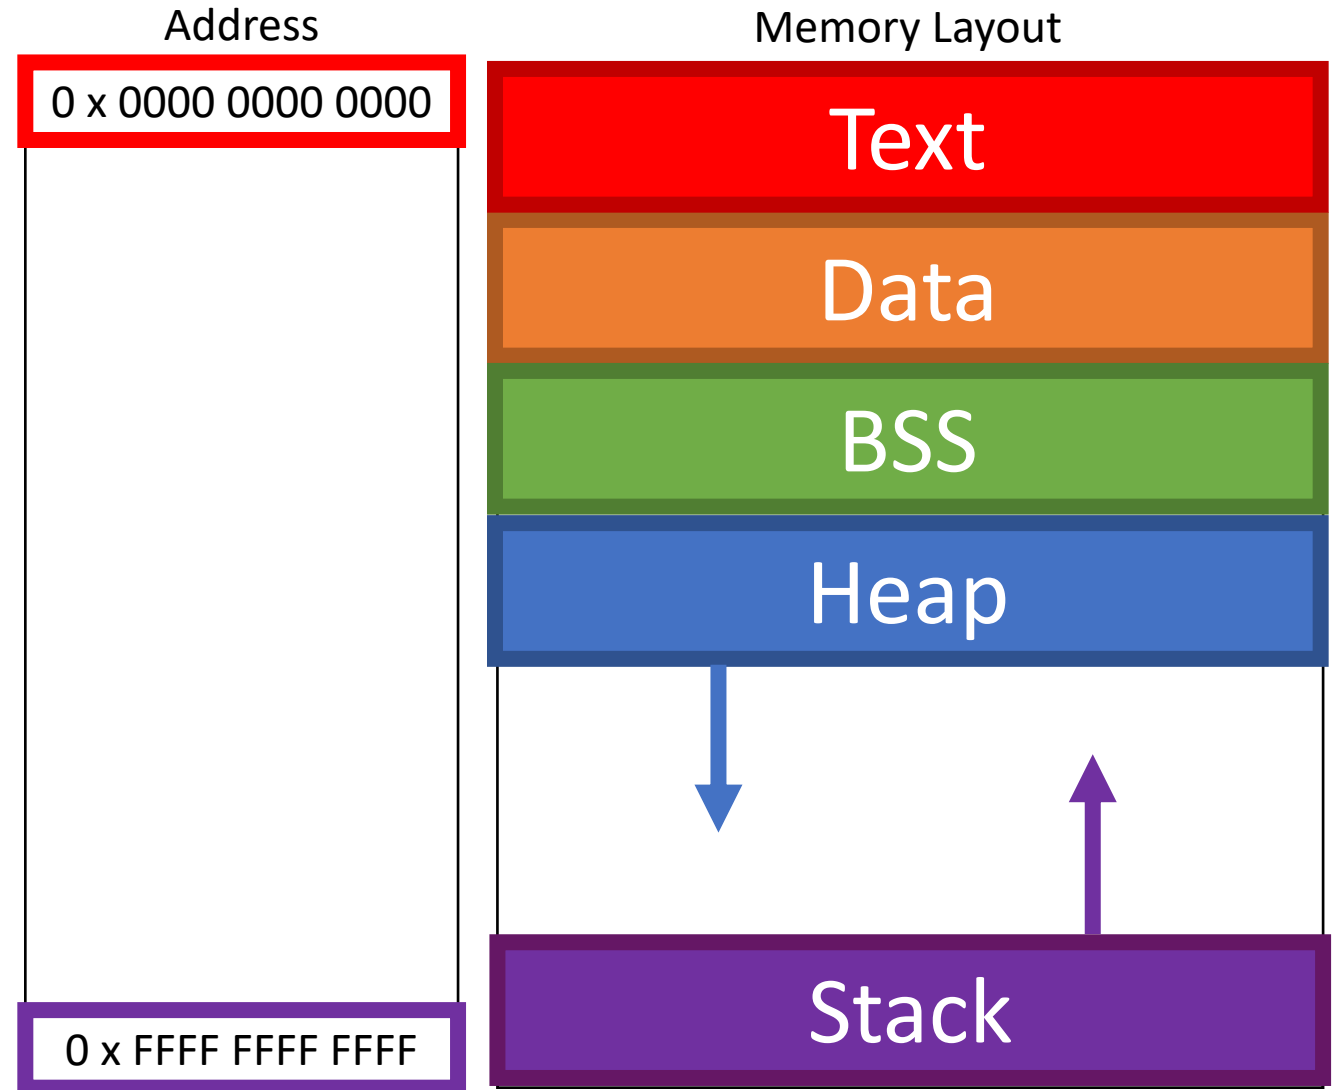 Address
Memory Layout
0 x 0000 0000 0000
Text
Data
BSS
Heap
Stack
0 x FFFF FFFF FFFF